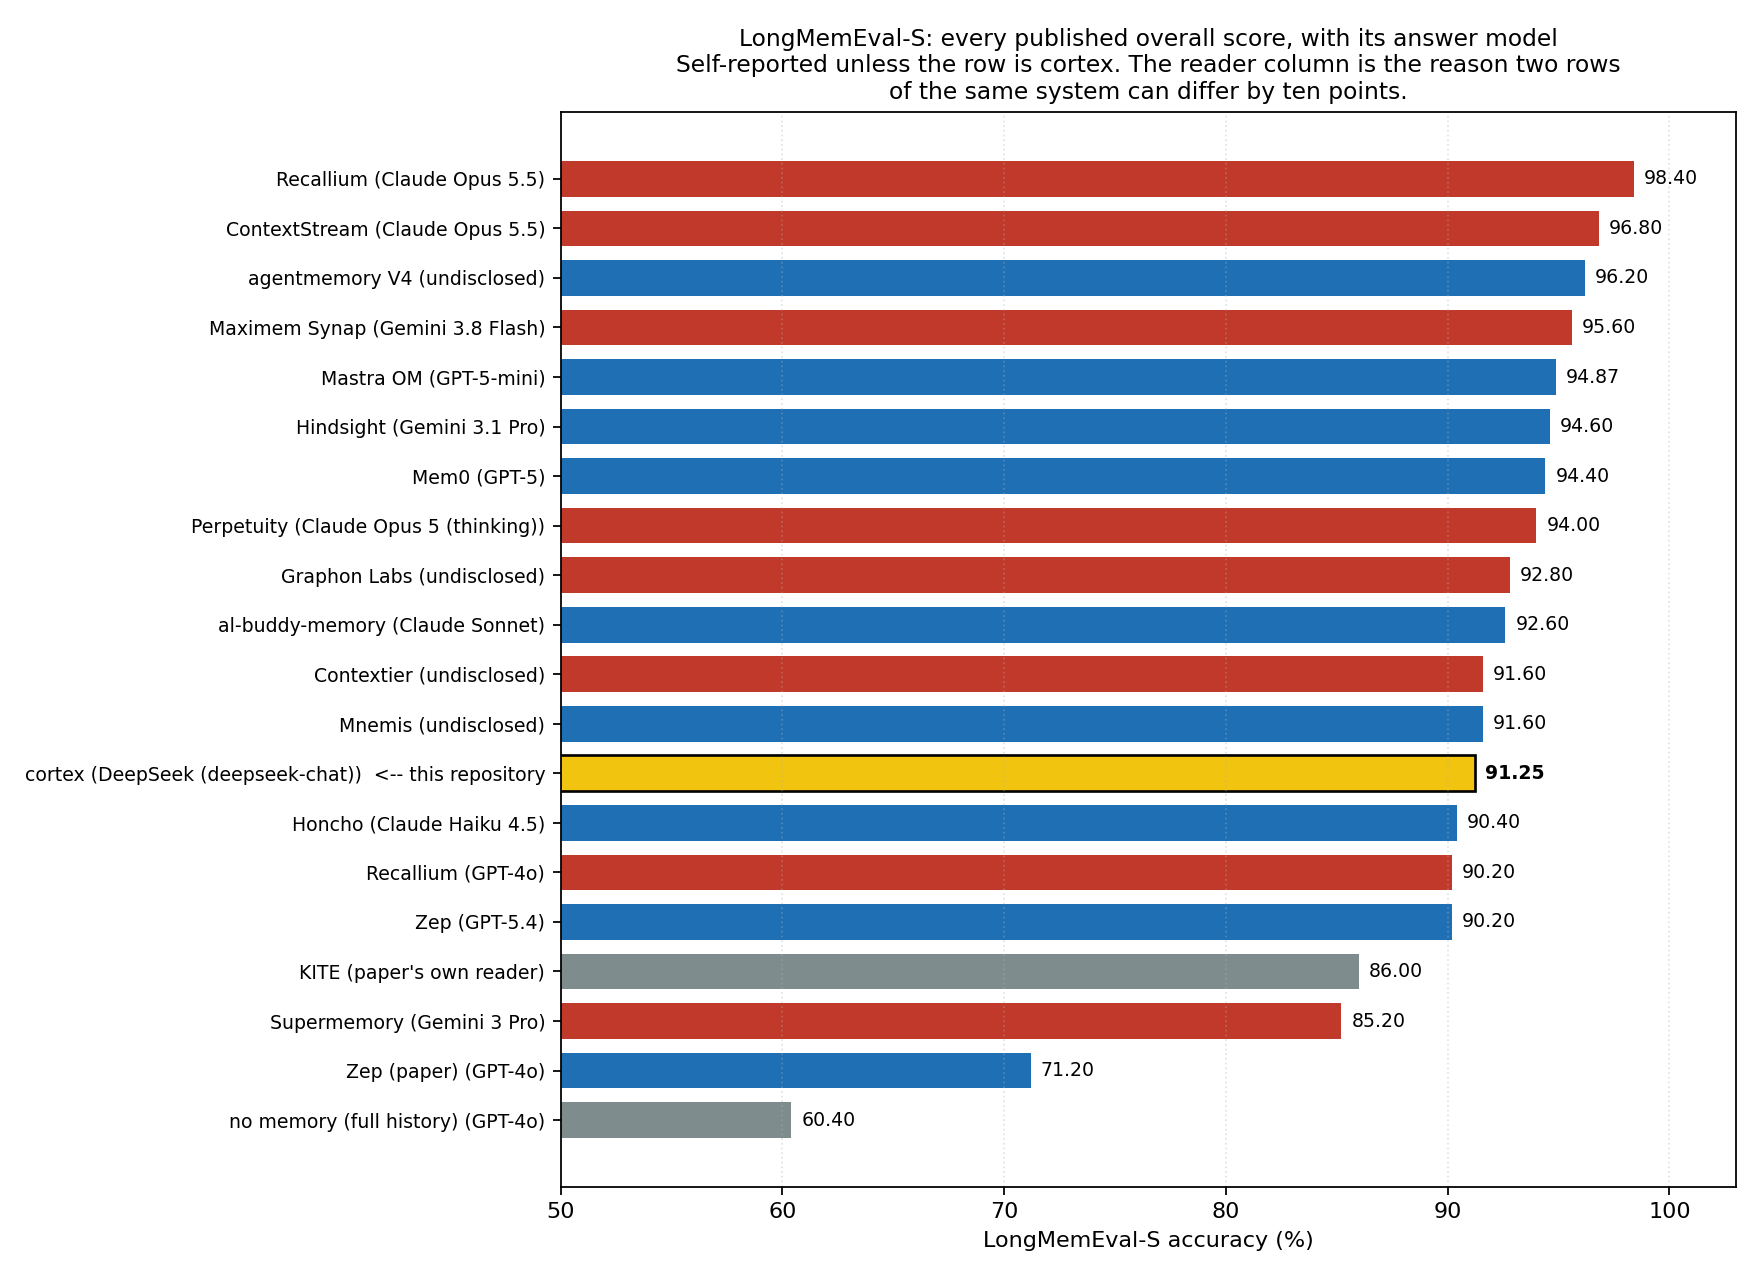 LongMemEval-S: every published overall score, with its answer model
Self-reported unless the row is cortex. The reader column is the reason two rows
of the same system can differ by ten points.
Recallium (Claude Opus 5.5) 98.40
ContextStream (Claude Opus 5.5) 96.80
agentmemory V4 (undisclosed) 96.20
Maximem Synap (Gemini 3.8 Flash) 95.60
Mastra OM (GPT-5-mini) 94.87
Hindsight (Gemini 3.1 Pro) 94.60
Mem0 (GPT-5) 94.40
Perpetuity (Claude Opus 5 (thinking)) 94.00
Graphon Labs (undisclosed) 92.80
al-buddy-memory (Claude Sonnet) 92.60
Contextier (undisclosed) 91.60
Mnemis (undisclosed) 91.60
cortex (DeepSeek (deepseek-chat))  <-- this repository 91.25
Honcho (Claude Haiku 4.5) 90.40
Recallium (GPT-4o) 90.20
Zep (GPT-5.4) 90.20
KITE (paper's own reader) 86.00
Supermemory (Gemini 3 Pro) 85.20
Zep (paper) (GPT-4o) 71.20
no memory (full history) (GPT-4o) 60.40
50 60 70 80 90 100
LongMemEval-S accuracy (%)